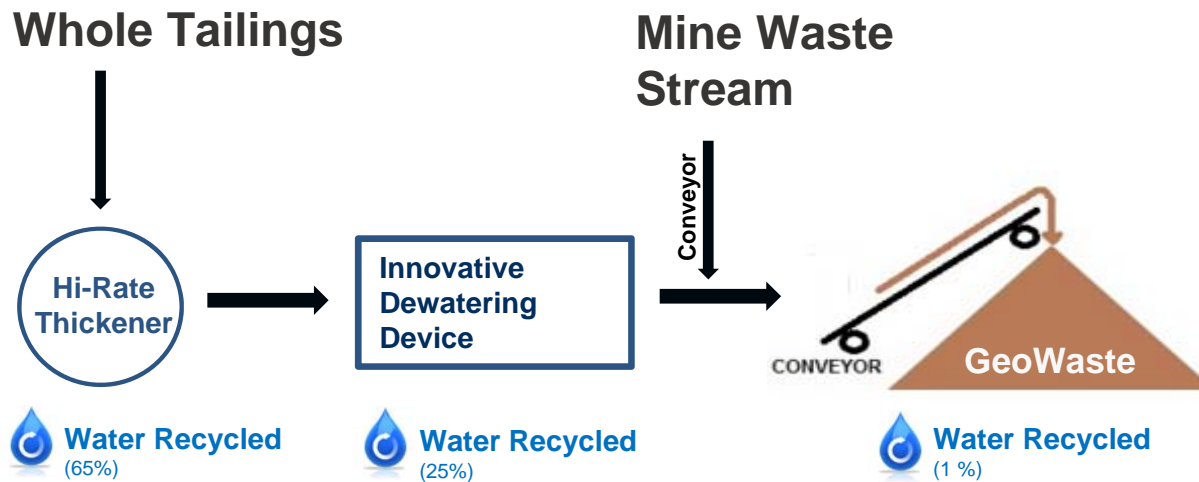 Whole Tailings
Mine Waste
Stream
Conveyor
Hi-Rate
Thickener
Innovative
Dewatering
Device
CONVEYOR
GeoWaste
Water Recycled
(65%)
Water Recycled
(25%)
Water Recycled
(1 %)